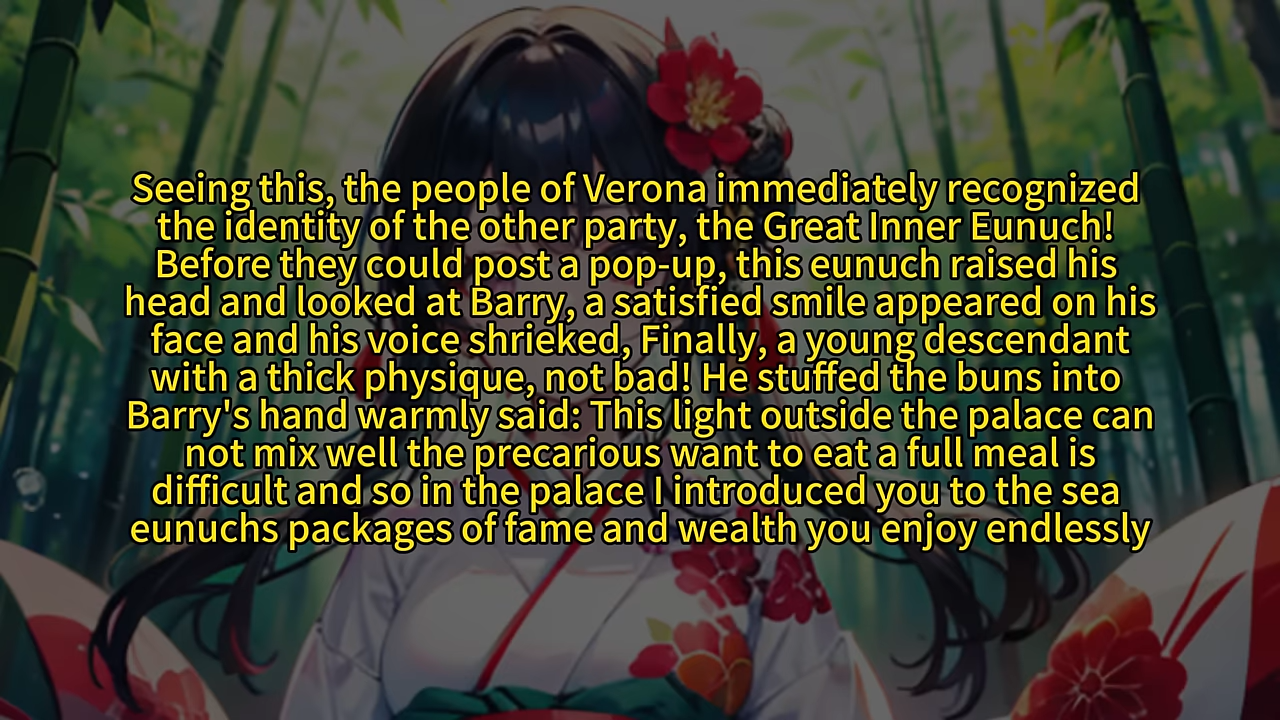 Seeing this, the people of Verona immediately recognized
the identity of the other party, the Great Inner Eunuch!
Before they could post a pop-up, this eunuch raised his
head and looked at Barry, a satisfied smile appeared on his
face and his voice shrieked, Finally, a young descendant
with a thick physique, not bad! He stuffed the buns into
Barry's hand warmly said: This light outside the palace can
not mix well the precarious want to eat a full meal is
difficult and so in the palace I introduced you to the sea
eunuchs packages of fame and wealth you enjoy endlessly